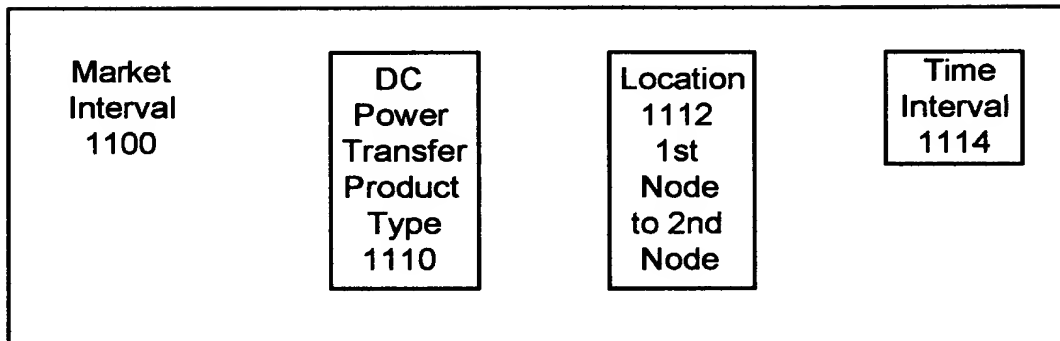 Market
Interval
1100
DC
Power
Transfer
Product
Type
1110
Location
1112
1st
Node
to 2nd
Node
Time
Interval
1114